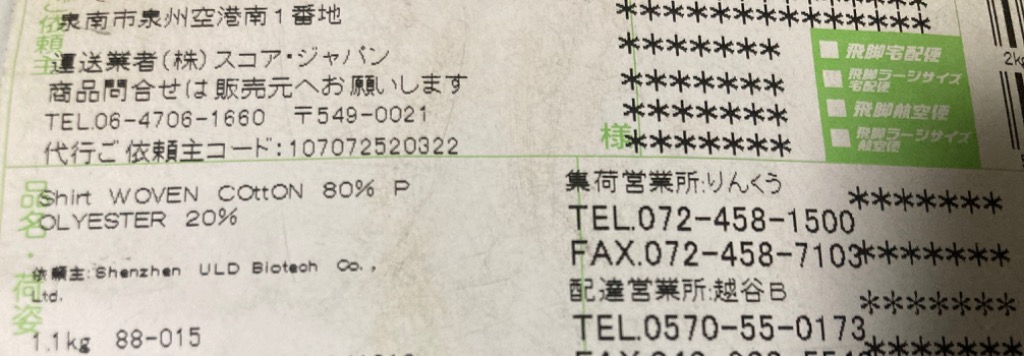 ご依頼主
泉南市泉州空港南1番地
運送業者(株)スコア・ジャパン
商品問合せは販売元へお願いします
TEL.06-4706-1660 〒549-0021
代行ご依頼主コード:107072520322
様
*******
*******
*******
*******
飛脚宅配便
飛脚ラージサイズ
宅配便
飛脚航空便
飛脚ラージサイズ
航空便
2kg
品名・荷姿
Shirt WOVEN COttON 80% P
OLYESTER 20%
依頼主:Shenzhen ULD Biotech Co.,
Ltd.
1.1kg 88-015
集荷営業所:りんくう
TEL.072-458-1500
FAX.072-458-7103
配達営業所:越谷B
TEL.0570-55-0173
*******
*******
*******
*******